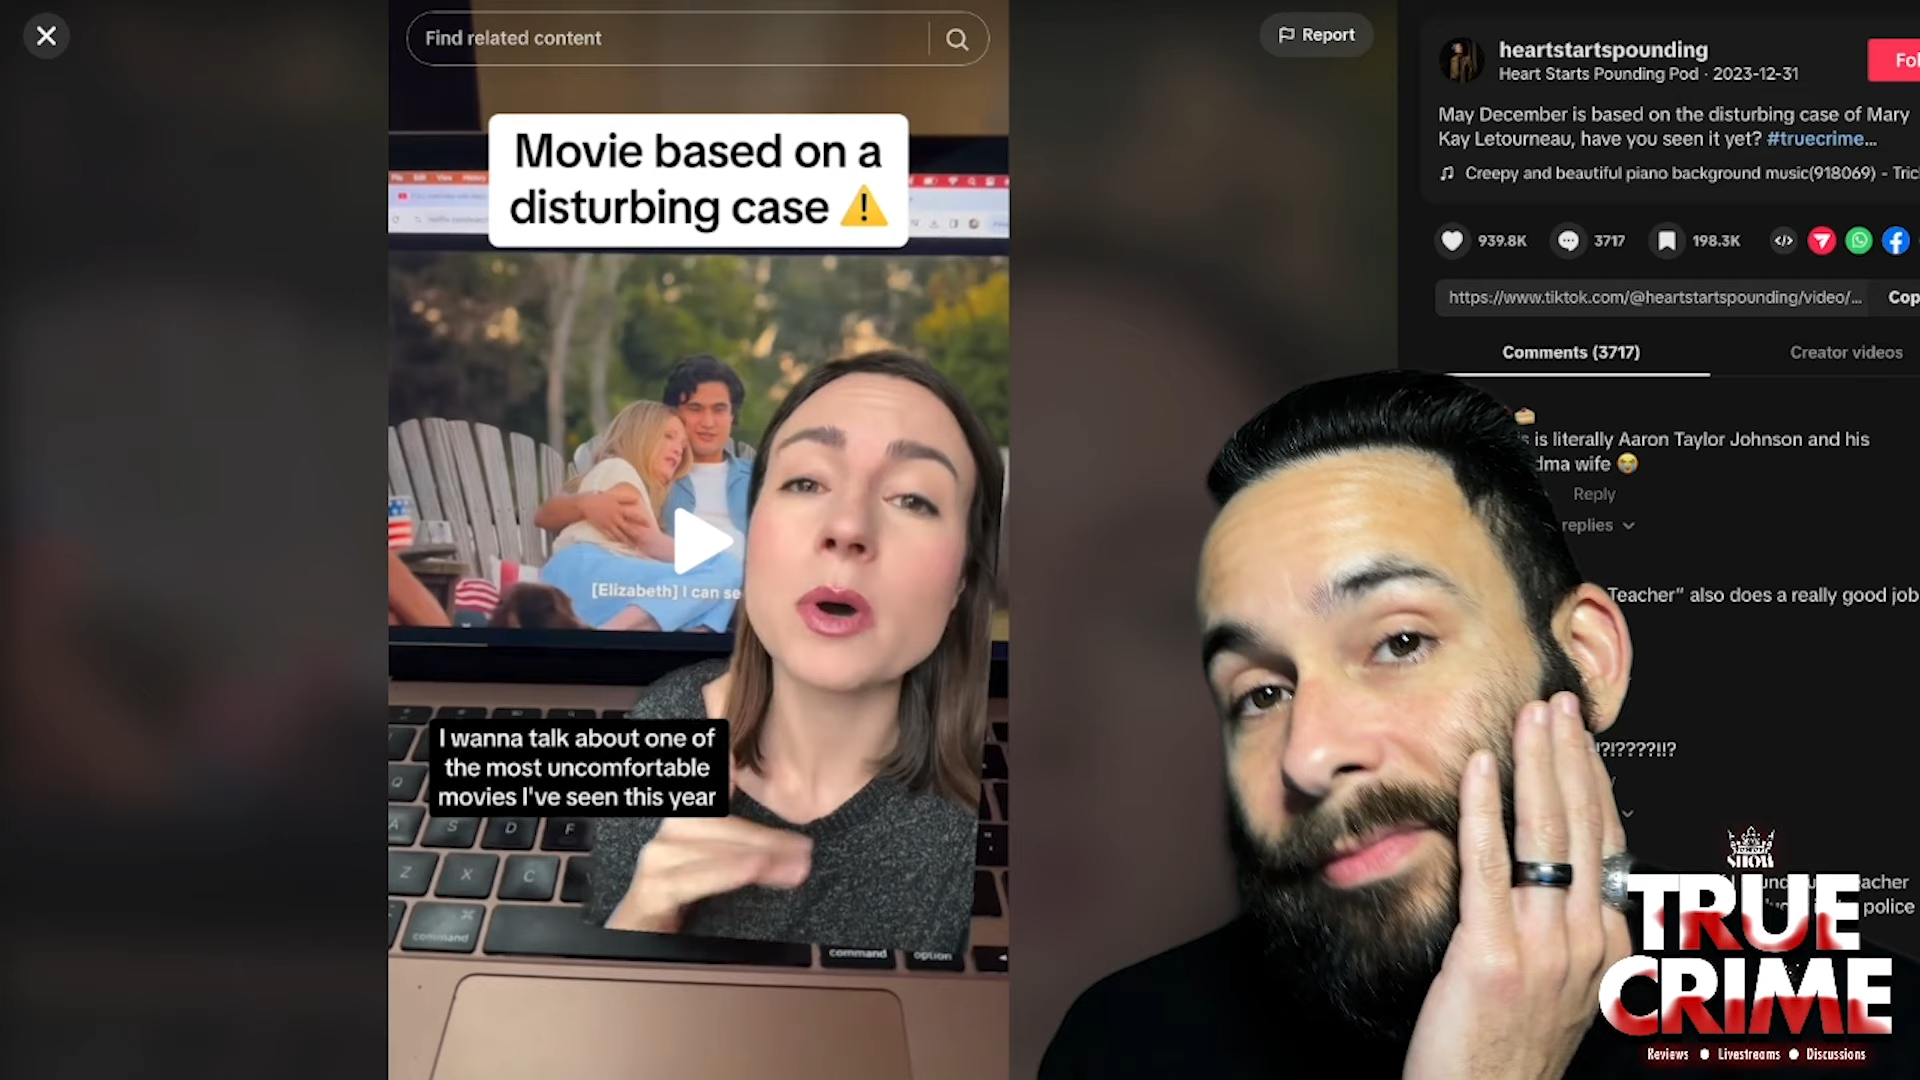 Find related content
Report
Movie based on a
disturbing case
[Elizabeth] I can se
I wanna talk about one of
the most uncomfortable
movies I've seen this year
A
S
D
F
Z
X
C
command
command
option
heartstartspounding
Heart Starts Pounding Pod · 2023-12-31
Fol
May December is based on the disturbing case of Mary
Kay Letourneau, have you seen it yet? #truecrime...
Creepy and beautiful piano background music(918069) - Tric
939.8K
3717
198.3K
https://www.tiktok.com/@heartstartspounding/video/...
Cop
Comments (3717)
Creator videos
is literally Aaron Taylor Johnson and his
dma wife
Reply
replies
Teacher” also does a really good job
!?!????!!?
acher
police
SHOW
TRUE
CRIME
Reviews ● Livestreams ● Discussions